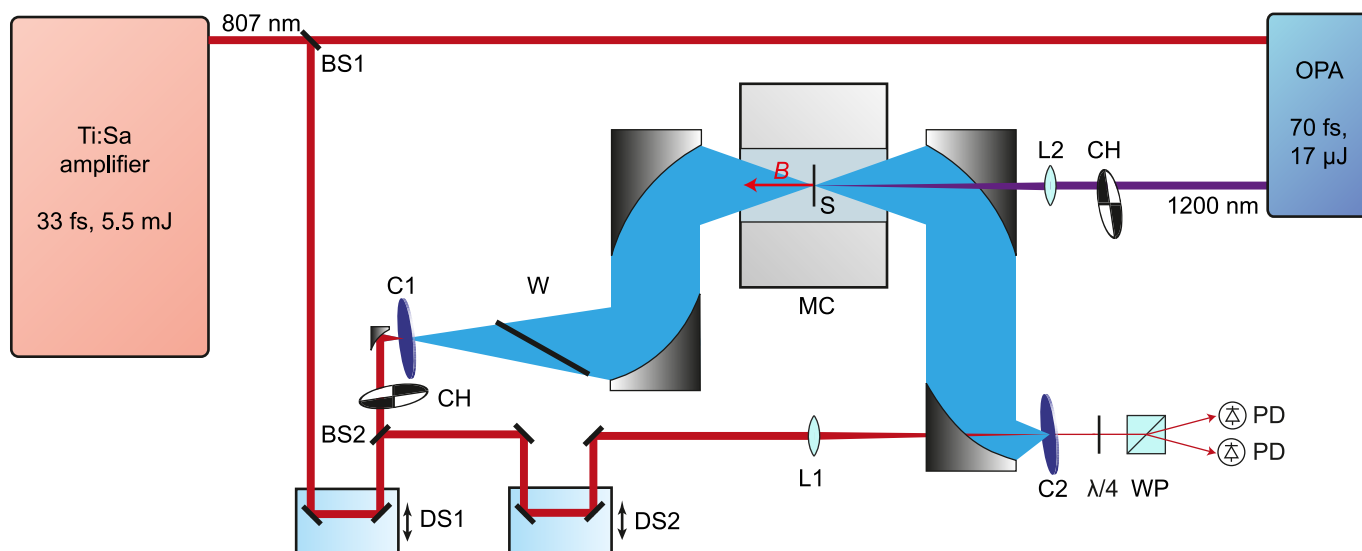 807 nm
BS1
Ti:Sa
amplifier
33 fs, 5.5 mJ
OPA
70 fs,
17 µJ
L2
CH
1200 nm
B
S
MC
C1
W
CH
BS2
DS1
DS2
L1
C2
λ/4
WP
PD
PD